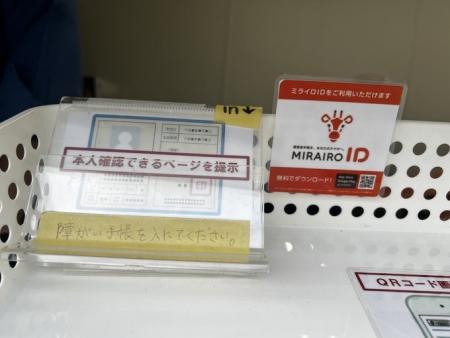 ミライロIDをご利用いただけます
MIRAIRO ID
無料でダウンロード!
本人確認できるページを提示
障がい手帳を入れてください。
QRコード画